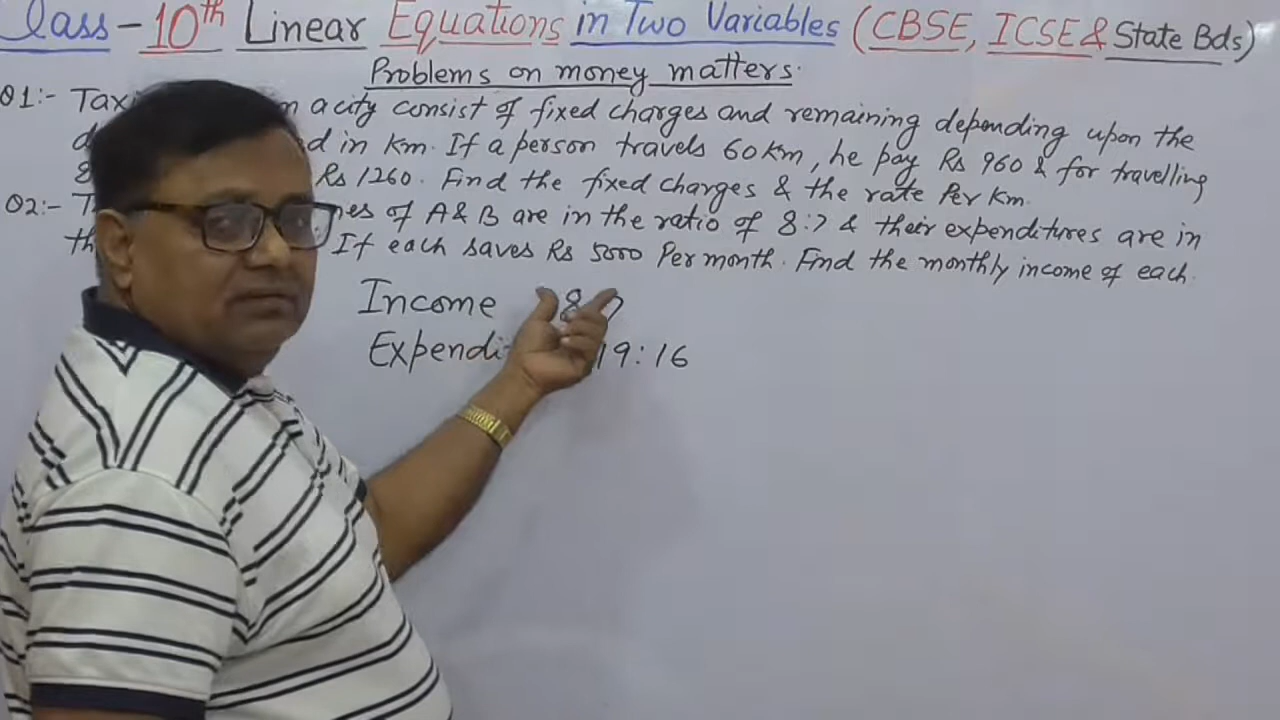 Class - 10th Linear Equations in Two Variables (CBSE, ICSE & State Bds)
Problems on money matters.
Q1:- Taxi a city consist of fixed charges and remaining depending upon the
d in Km. If a person travels 60 Km, he pay Rs 960 & for travelling
8 Rs 1260. Find the fixed charges & the rate Per Km.
Q2:- T mes of A & B are in the ratio of 8:7 & their expenditures are in
th If each saves Rs 5000 Per month. Find the monthly income of each.
Income 8 7
Expendi 19:16